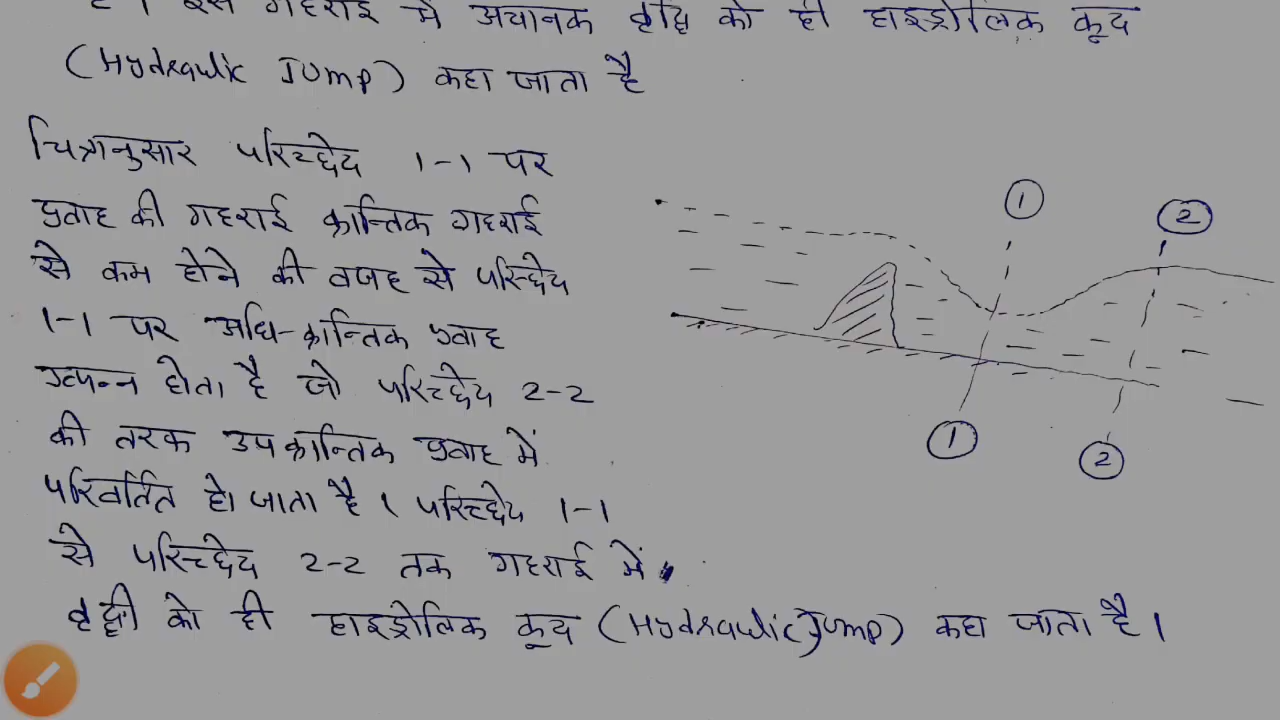 है । इस गहराई में अचानक वृद्धि को ही हाइड्रोलिक कूद
(Hydraulic Jump) कहा जाता है
चित्रानुसार परिच्छेद 1-1 पर
प्रवाह की गहराई क्रान्तिक गहराई
से कम होने की वजह से परिच्छेद
1-1 पर अधि-क्रान्तिक प्रवाह
उत्पन्न होता है जो परिच्छेद 2-2
की तरफ उपक्रान्तिक प्रवाह में
परिवर्तित हो जाता है । परिच्छेद 1-1
से परिच्छेद 2-2 तक गहराई में
वृद्धी को ही हाइड्रोलिक कूद (Hydraulic Jump) कहा जाता है ।
1
2
1
2